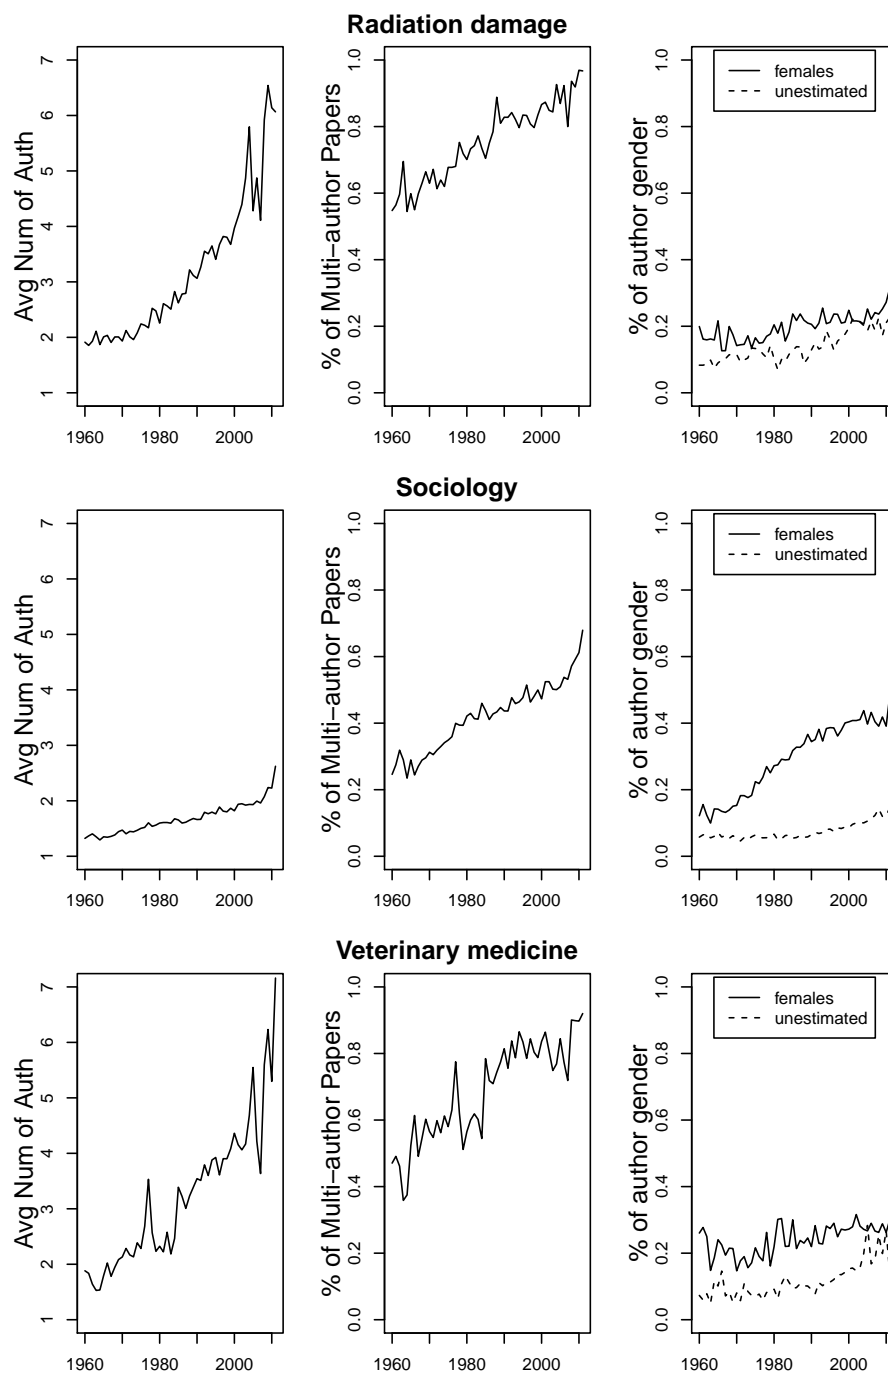 Radiation damage
Avg Num of Auth
1 2 3 4 5 6 7
1960 1980 2000
% of Multi−author Papers
0.0 0.2 0.4 0.6 0.8 1.0
1960 1980 2000
% of author gender
0.0 0.2 0.4 0.6 0.8 1.0
1960 1980 2000
females
unestimated
Sociology
Avg Num of Auth
1 2 3 4 5 6 7
1960 1980 2000
% of Multi−author Papers
0.0 0.2 0.4 0.6 0.8 1.0
1960 1980 2000
% of author gender
0.0 0.2 0.4 0.6 0.8 1.0
1960 1980 2000
females
unestimated
Veterinary medicine
Avg Num of Auth
1 2 3 4 5 6 7
1960 1980 2000
% of Multi−author Papers
0.0 0.2 0.4 0.6 0.8 1.0
1960 1980 2000
% of author gender
0.0 0.2 0.4 0.6 0.8 1.0
1960 1980 2000
females
unestimated